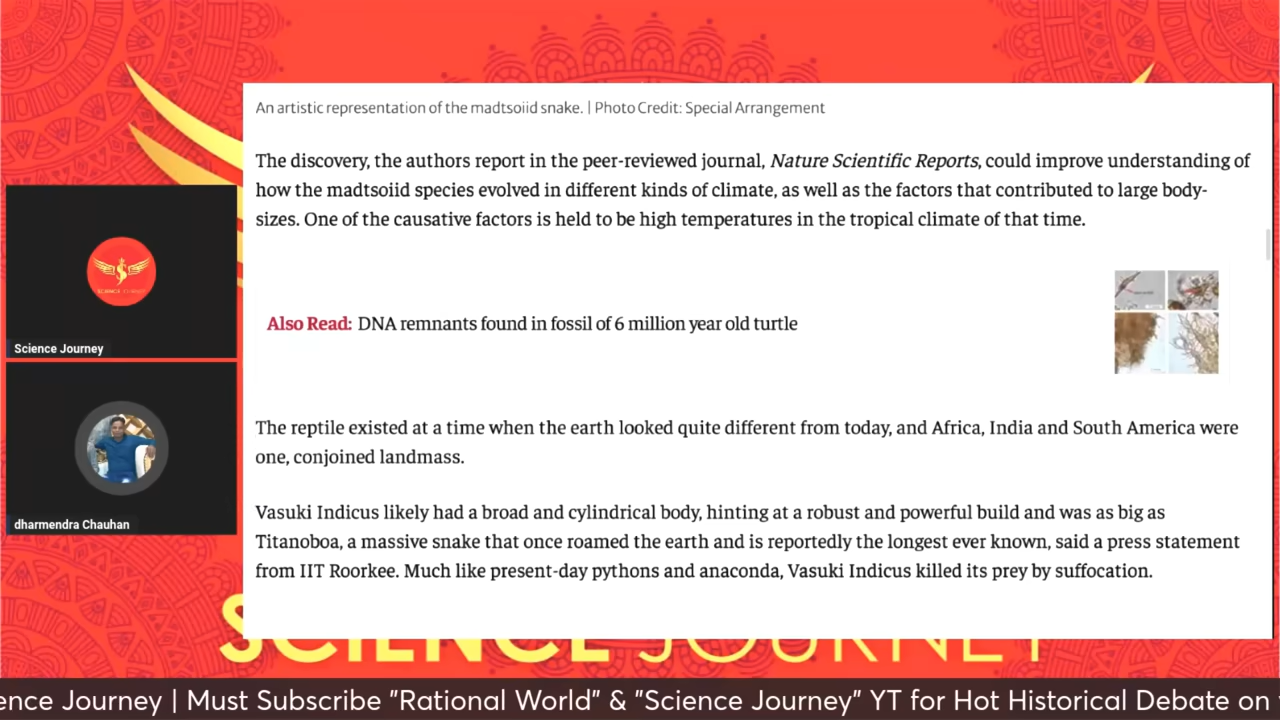 An artistic representation of the madtsoiid snake. | Photo Credit: Special Arrangement
The discovery, the authors report in the peer-reviewed journal, Nature Scientific Reports, could improve understanding of
how the madtsoiid species evolved in different kinds of climate, as well as the factors that contributed to large body-
sizes. One of the causative factors is held to be high temperatures in the tropical climate of that time.
Also Read: DNA remnants found in fossil of 6 million year old turtle
The reptile existed at a time when the earth looked quite different from today, and Africa, India and South America were
one, conjoined landmass.
Vasuki Indicus likely had a broad and cylindrical body, hinting at a robust and powerful build and was as big as
Titanoboa, a massive snake that once roamed the earth and is reportedly the longest ever known, said a press statement
from IIT Roorkee. Much like present-day pythons and anaconda, Vasuki Indicus killed its prey by suffocation.
Science Journey
dharmendra Chauhan
SCIENCE JOURNEY
ence Journey | Must Subscribe "Rational World" & "Science Journey" YT for Hot Historical Debate on